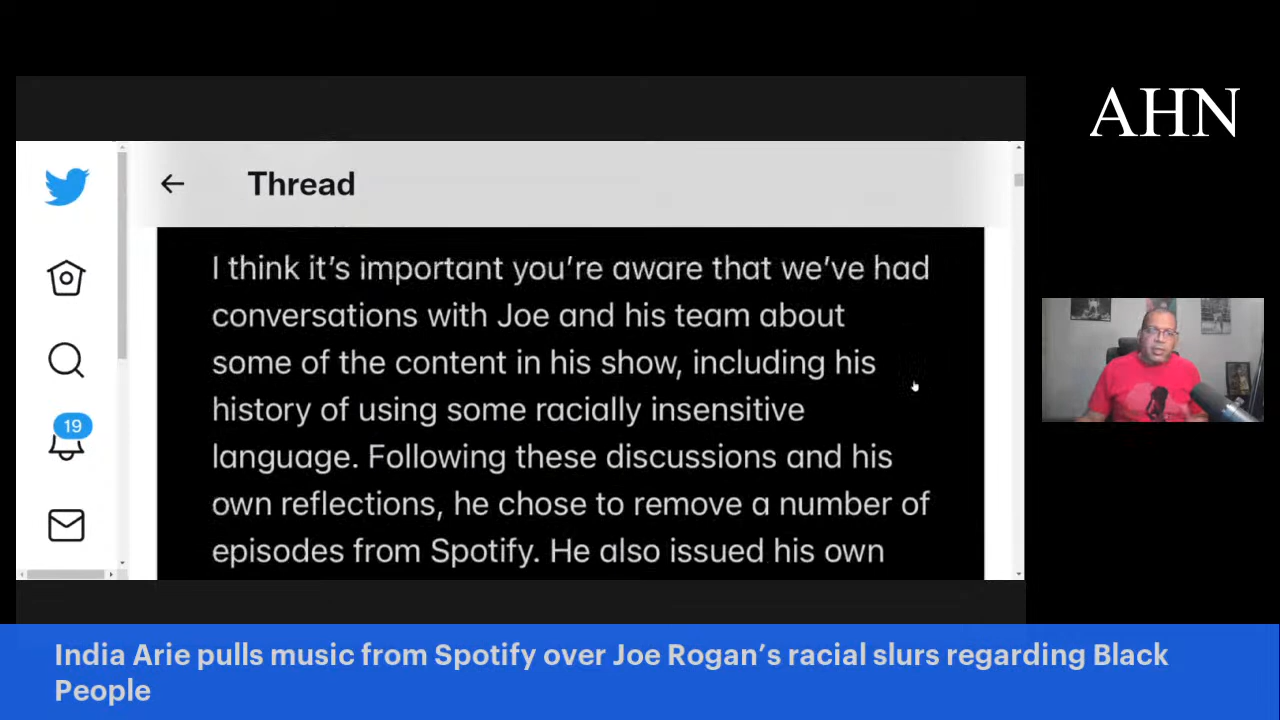 AHN
Thread
I think it’s important you’re aware that we’ve had
conversations with Joe and his team about
some of the content in his show, including his
history of using some racially insensitive
language. Following these discussions and his
own reflections, he chose to remove a number of
episodes from Spotify. He also issued his own
19
India Arie pulls music from Spotify over Joe Rogan’s racial slurs regarding Black
People